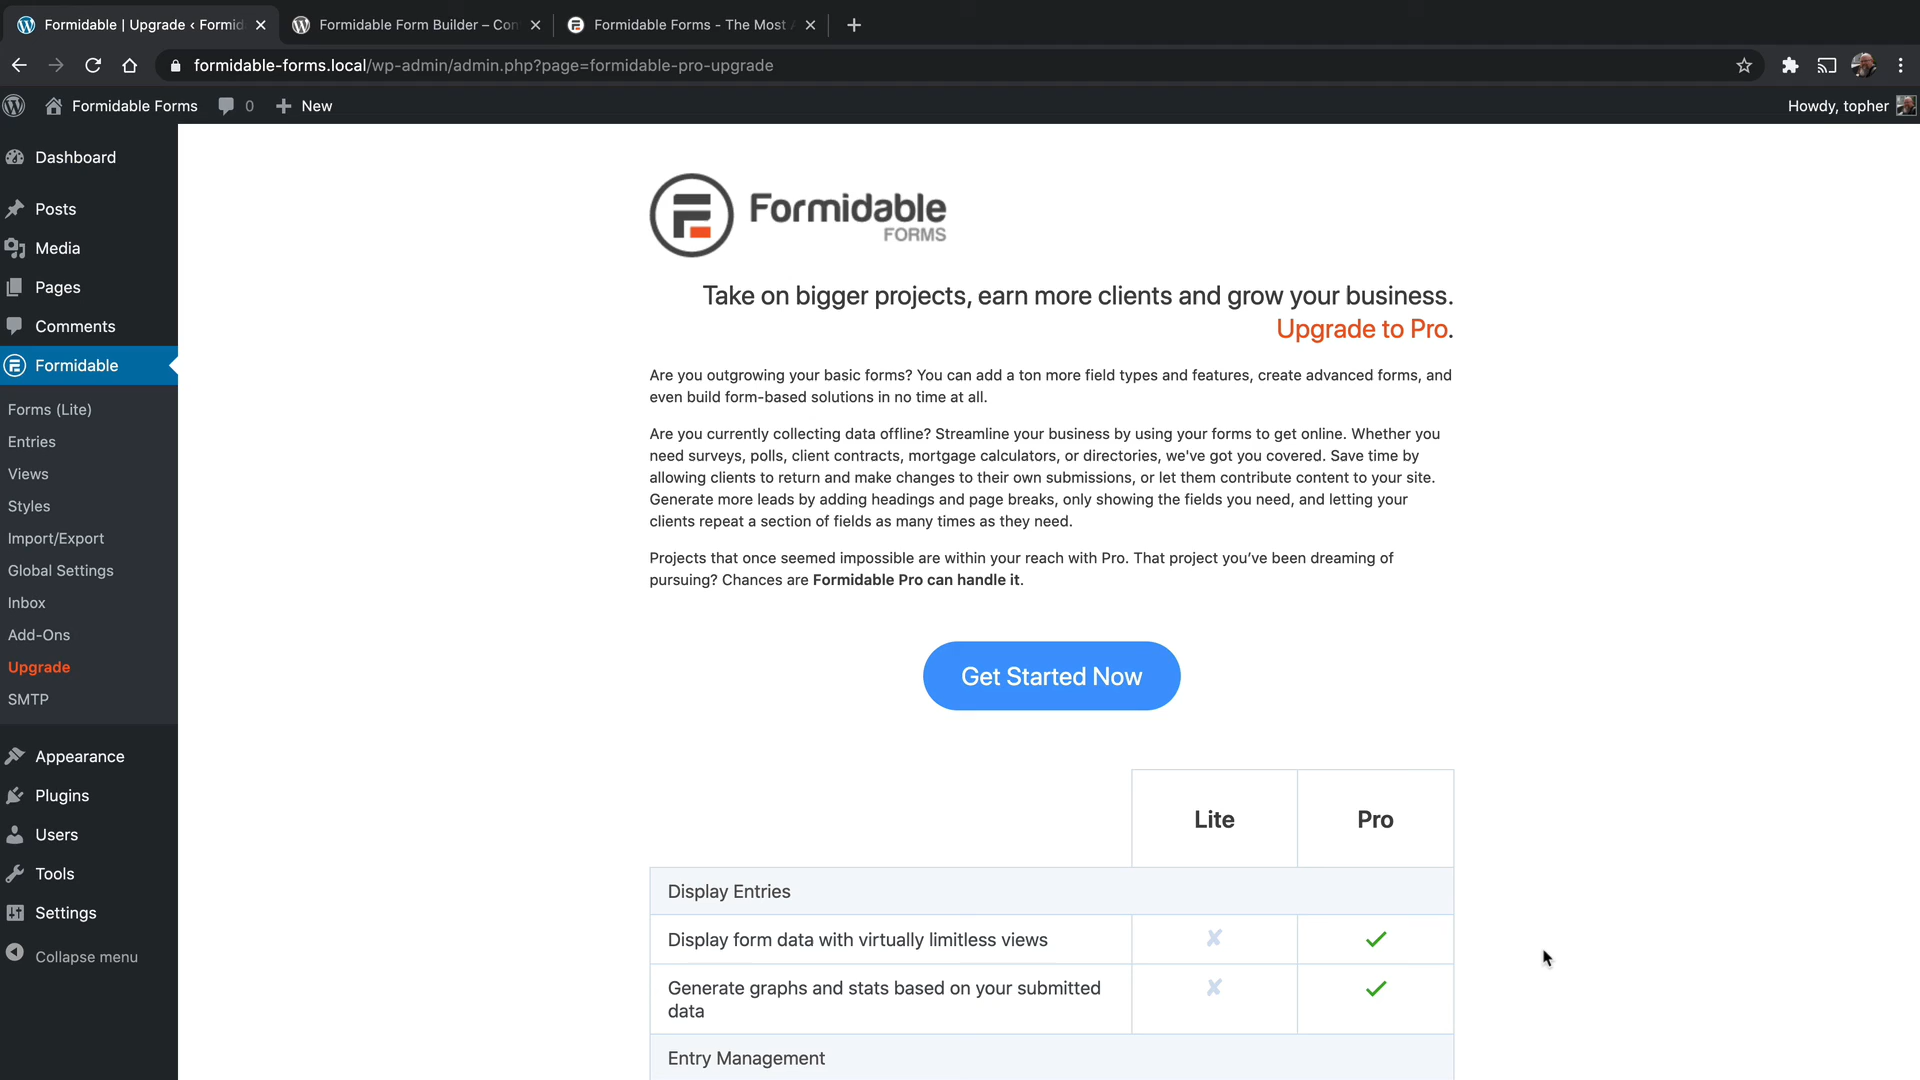 Formidable | Upgrade ‹ Formid
Formidable Form Builder – Con
Formidable Forms - The Most A
formidable-forms.local/wp-admin/admin.php?page=formidable-pro-upgrade
Formidable Forms
0
New
Howdy, topher
Dashboard
Posts
Media
Pages
Comments
Formidable
Forms (Lite)
Entries
Views
Styles
Import/Export
Global Settings
Inbox
Add-Ons
Upgrade
SMTP
Appearance
Plugins
Users
Tools
Settings
Collapse menu
Formidable
FORMS
Take on bigger projects, earn more clients and grow your business.
Upgrade to Pro.
Are you outgrowing your basic forms? You can add a ton more field types and features, create advanced forms, and
even build form-based solutions in no time at all.
Are you currently collecting data offline? Streamline your business by using your forms to get online. Whether you
need surveys, polls, client contracts, mortgage calculators, or directories, we've got you covered. Save time by
allowing clients to return and make changes to their own submissions, or let them contribute content to your site.
Generate more leads by adding headings and page breaks, only showing the fields you need, and letting your
clients repeat a section of fields as many times as they need.
Projects that once seemed impossible are within your reach with Pro. That project you’ve been dreaming of
pursuing? Chances are Formidable Pro can handle it.
Get Started Now
Lite
Pro
Display Entries
Display form data with virtually limitless views
Generate graphs and stats based on your submitted
data
Entry Management